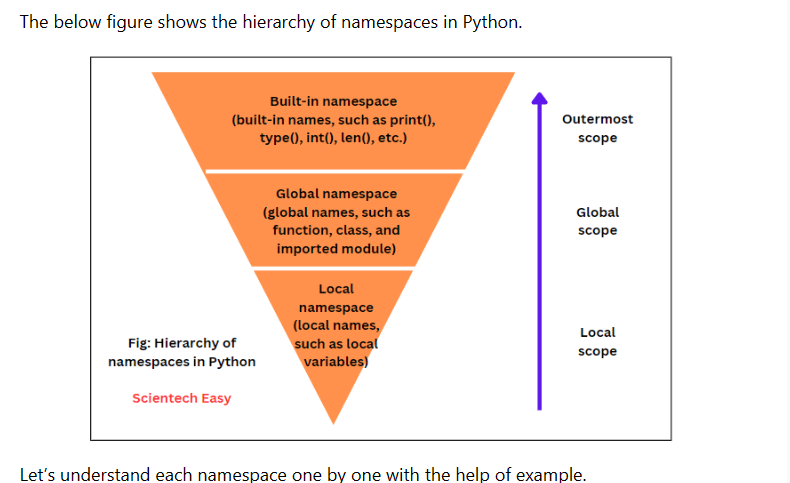 The below figure shows the hierarchy of namespaces in Python.
Built-in namespace
(built-in names, such as print(),
type(), int(), len(), etc.)
Outermost
scope
Global namespace
(global names, such as
function, class, and
imported module)
Global
scope
Local
namespace
(local names,
such as local
variables)
Local
scope
Fig: Hierarchy of
namespaces in Python
Scientech Easy
Let's understand each namespace one by one with the help of example.